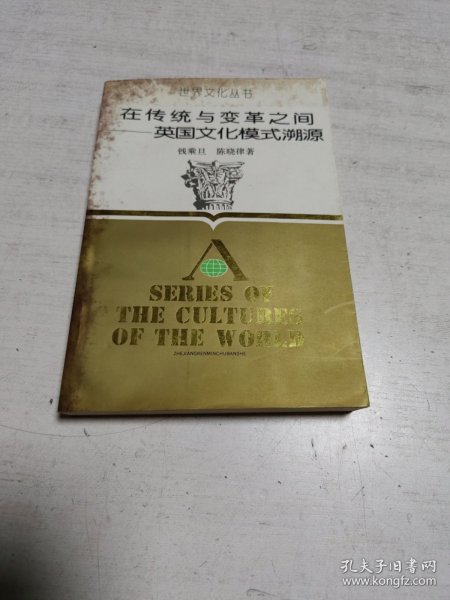 世界文化丛书
在传统与变革之间
——英国文化模式溯源
钱乘旦 陈晓律著
A
SERIES OF
THE CULTURES
OF THE WORLD
ZHEJIANGRENMINCHUBANSHE
孔夫子旧书网
www.kongfz.com